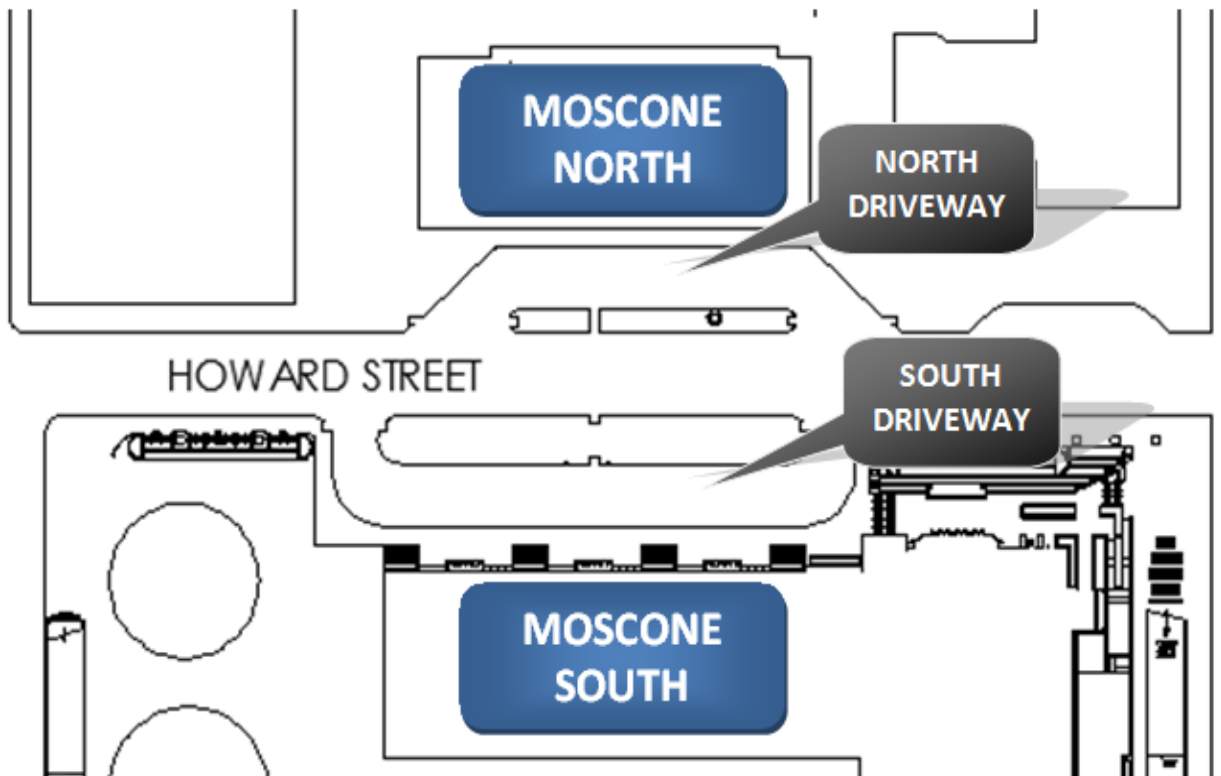 MOSCONE
NORTH
NORTH
DRIVEWAY
HOWARD STREET
SOUTH
DRIVEWAY
MOSCONE
SOUTH